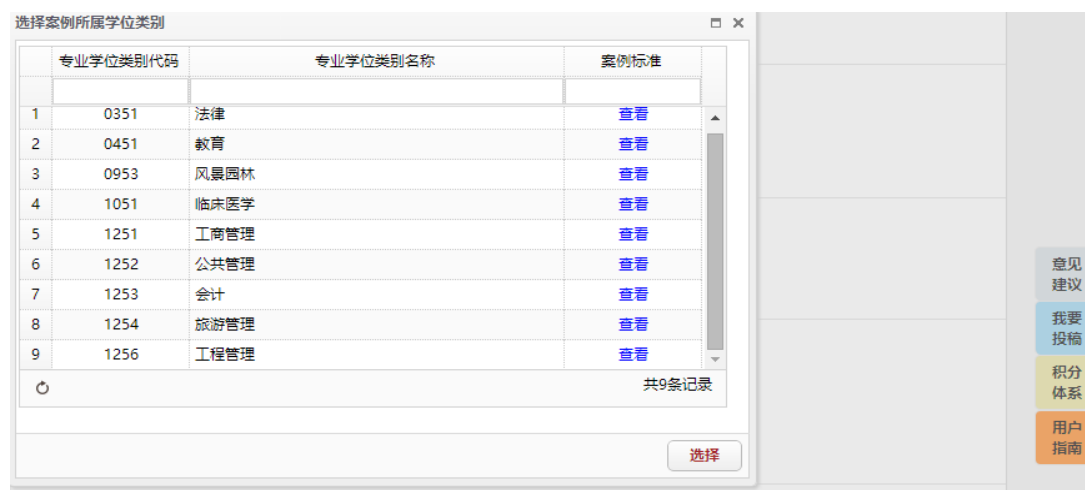 选择案例所属学位类别
专业学位类别代码 专业学位类别名称 案例标准
1 0351 法律 查看
2 0451 教育 查看
3 0953 风景园林 查看
4 1051 临床医学 查看
5 1251 工商管理 查看
6 1252 公共管理 查看
7 1253 会计 查看
8 1254 旅游管理 查看
9 1256 工程管理 查看
共9条记录
选择
意见
建议
我要
投稿
积分
体系
用户
指南